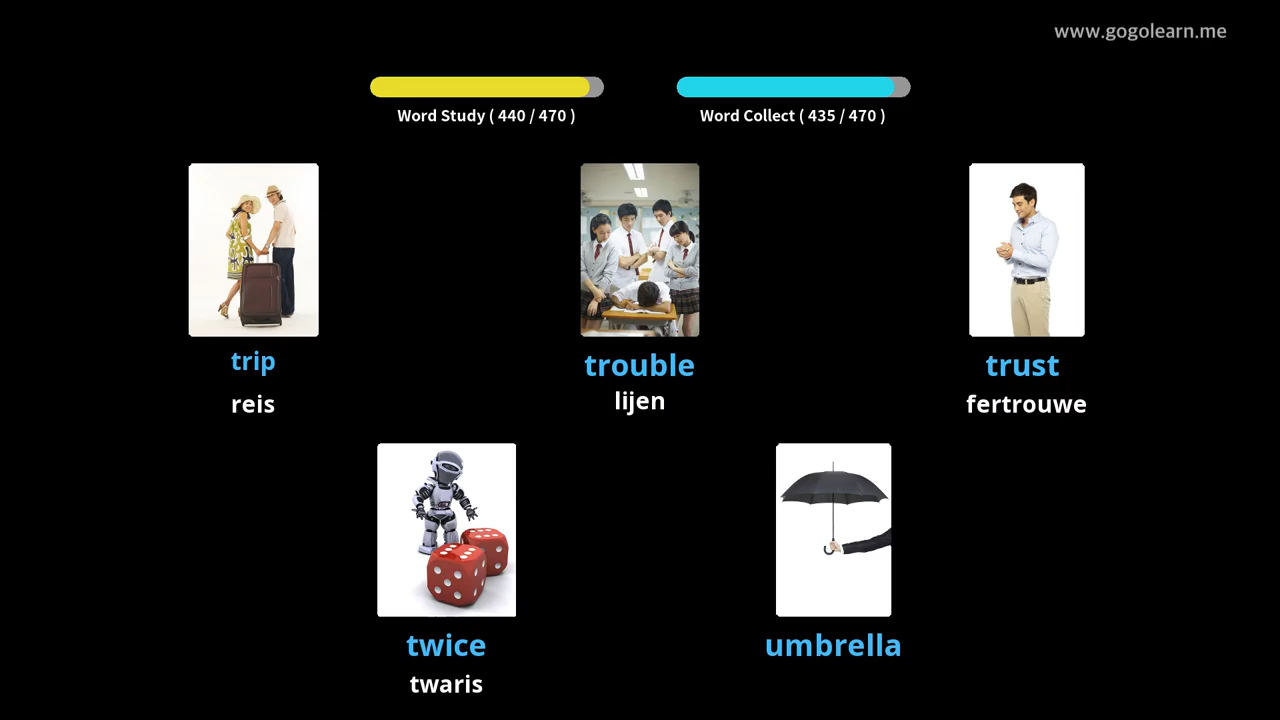 www.gogolearn.me
Word Study ( 440 / 470 )
Word Collect ( 435 / 470 )
trip
reis
trouble
lijen
trust
fertrouwe
twice
twaris
umbrella